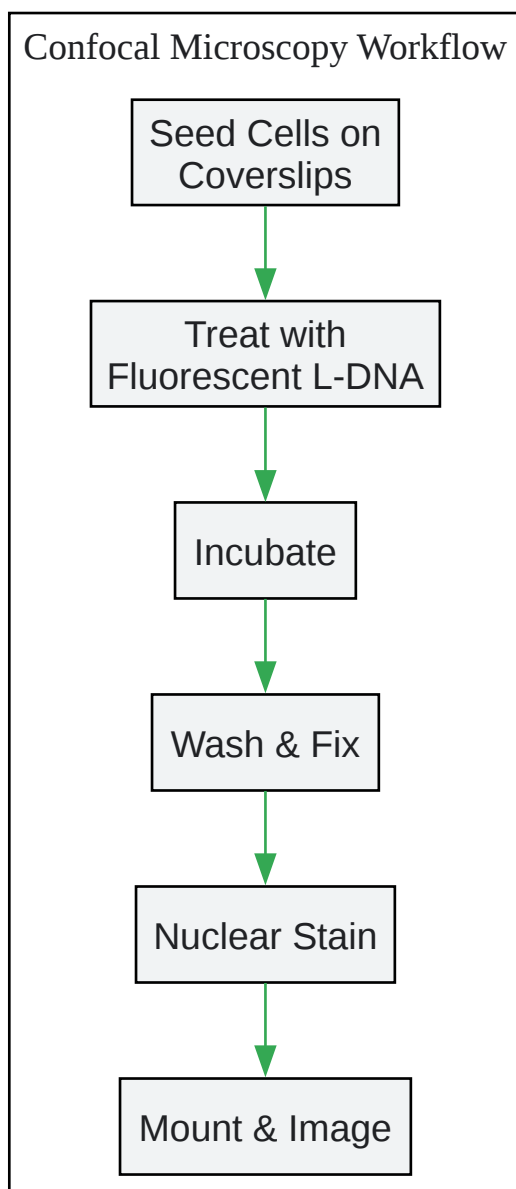 Confocal Microscopy Workflow
Seed Cells on
Coverslips
Treat with
Fluorescent L-DNA
Incubate
Wash & Fix
Nuclear Stain
Mount & Image